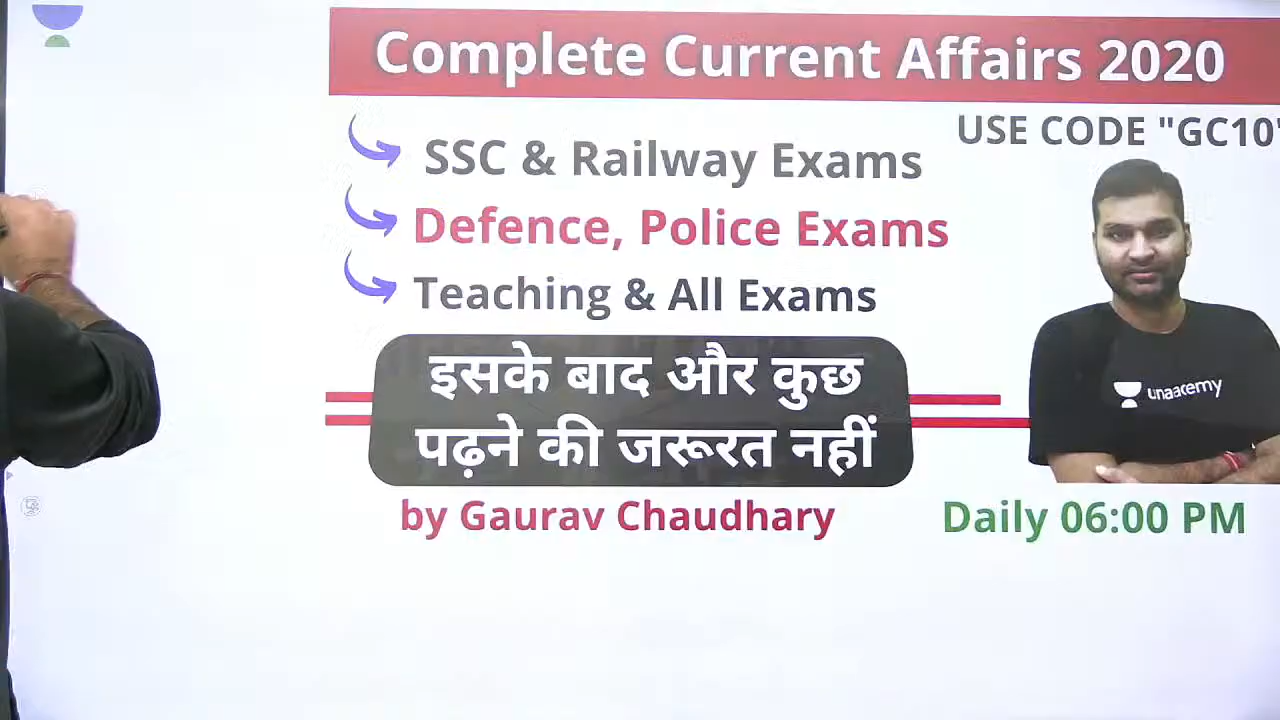 Complete Current Affairs 2020
USE CODE "GC10"
SSC & Railway Exams
Defence, Police Exams
Teaching & All Exams
इसके बाद और कुछ
पढ़ने की जरूरत नहीं
unacademy
by Gaurav Chaudhary
Daily 06:00 PM